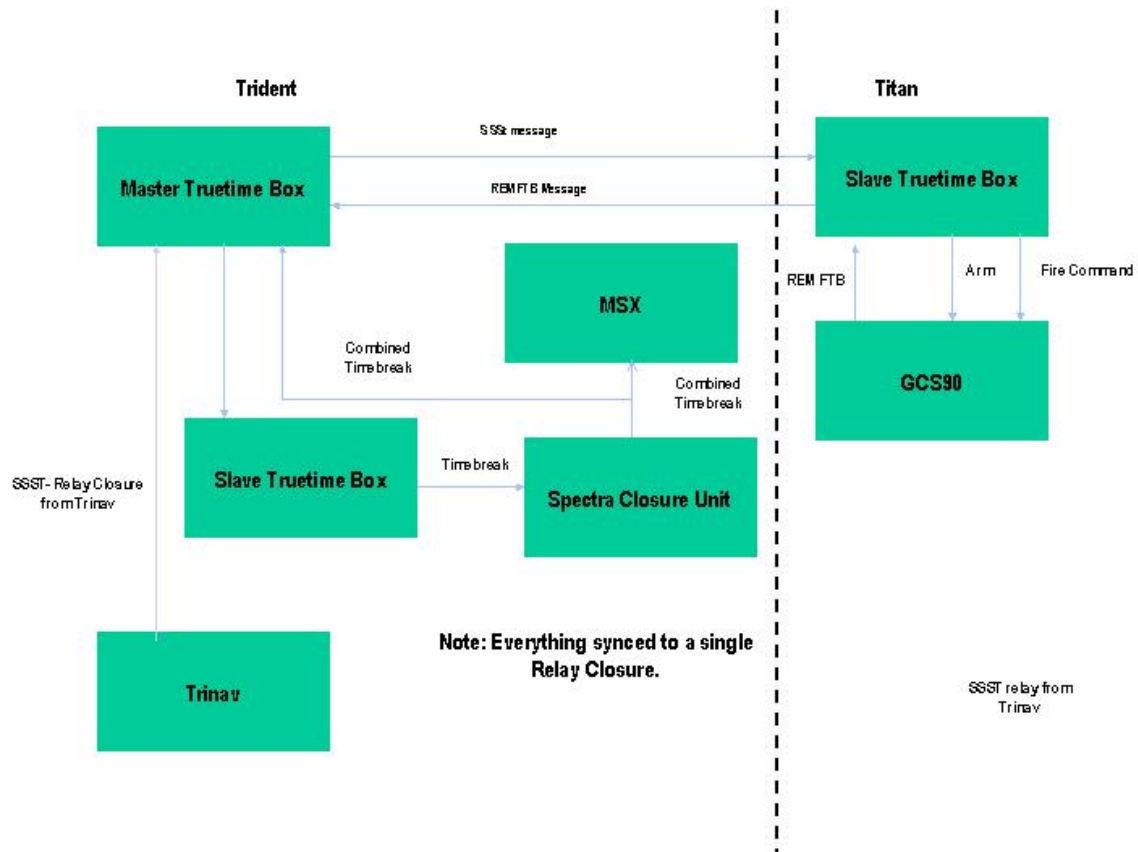 Trident
Titan
SSSt message
Master Truetime Box
Slave Truetime Box
REM FTB Message
REM FTB
Arm
Fire Command
MSX
Combined
Timebreak
Combined
Timebreak
GCS90
Slave Truetime Box
Timebreak
Spectra Closure Unit
SSST- Relay Closure
from Trinav
Note: Everything synced to a single
Relay Closure.
Trinav
SSST relay from
Trinav